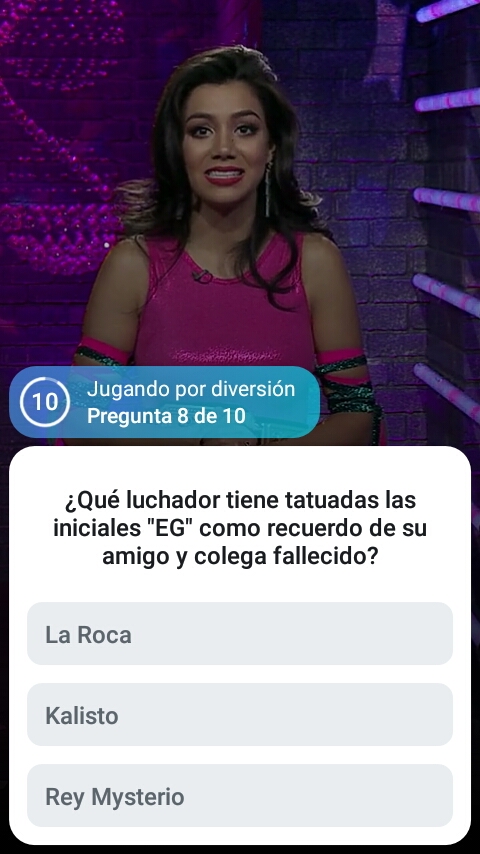 10
Jugando por diversión
Pregunta 8 de 10
¿Qué luchador tiene tatuadas las
iniciales "EG" como recuerdo de su
amigo y colega fallecido?
La Roca
Kalisto
Rey Mysterio